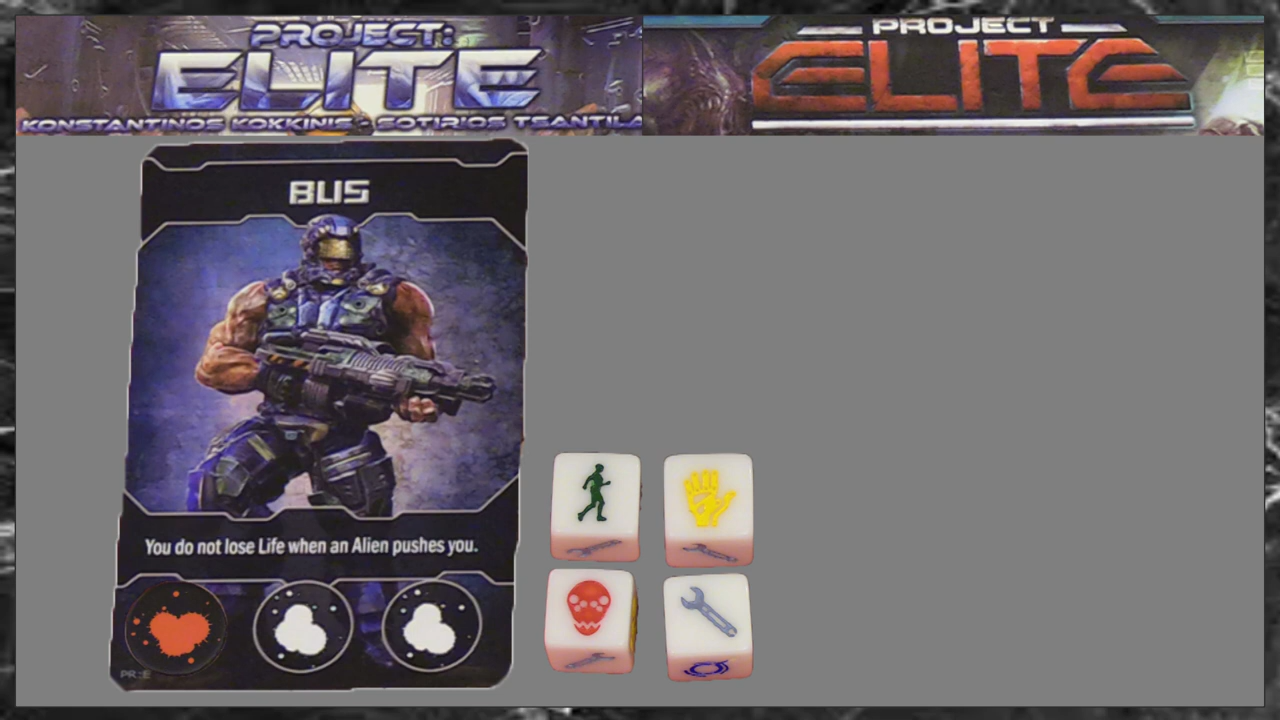 PROJECT:
ELITE
KONSTANTINOS KOKKINIS - SOTIRIOS TSANTILA
PROJECT
ELITE
BUS
You do not lose Life when an Alien pushes you.
PR:E